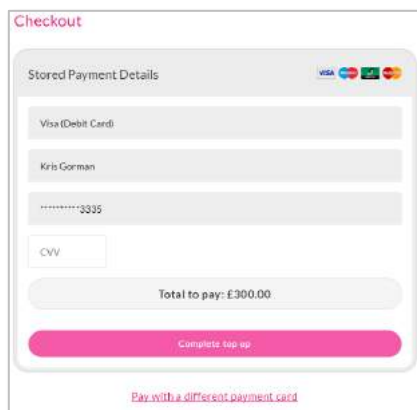 Checkout
Stored Payment Details
VISA
Visa (Debit Card)
Kris Gorman
**********3335
CVV
Total to pay: £300.00
Complete top up
Pay with a different payment card